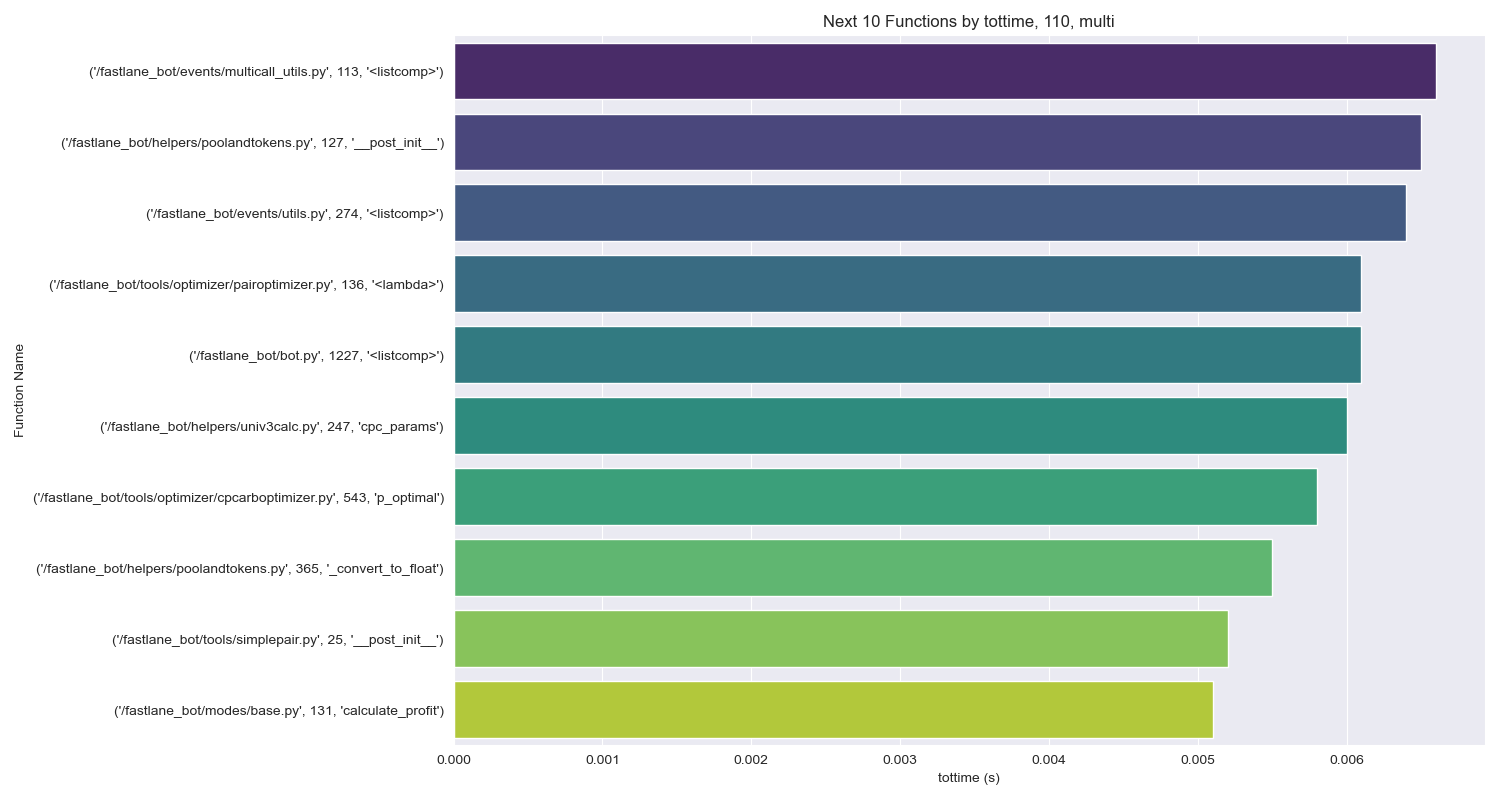 Next 10 Functions by tottime, 110, multi
Function Name
('/fastlane_bot/events/multicall_utils.py', 113, '<listcomp>')
('/fastlane_bot/helpers/poolandtokens.py', 127, '__post_init__')
('/fastlane_bot/events/utils.py', 274, '<listcomp>')
('/fastlane_bot/tools/optimizer/pairoptimizer.py', 136, '<lambda>')
('/fastlane_bot/bot.py', 1227, '<listcomp>')
('/fastlane_bot/helpers/univ3calc.py', 247, 'cpc_params')
('/fastlane_bot/tools/optimizer/cpcarboptimizer.py', 543, 'p_optimal')
('/fastlane_bot/helpers/poolandtokens.py', 365, '_convert_to_float')
('/fastlane_bot/tools/simplepair.py', 25, '__post_init__')
('/fastlane_bot/modes/base.py', 131, 'calculate_profit')
0.000 0.001 0.002 0.003 0.004 0.005 0.006
tottime (s)